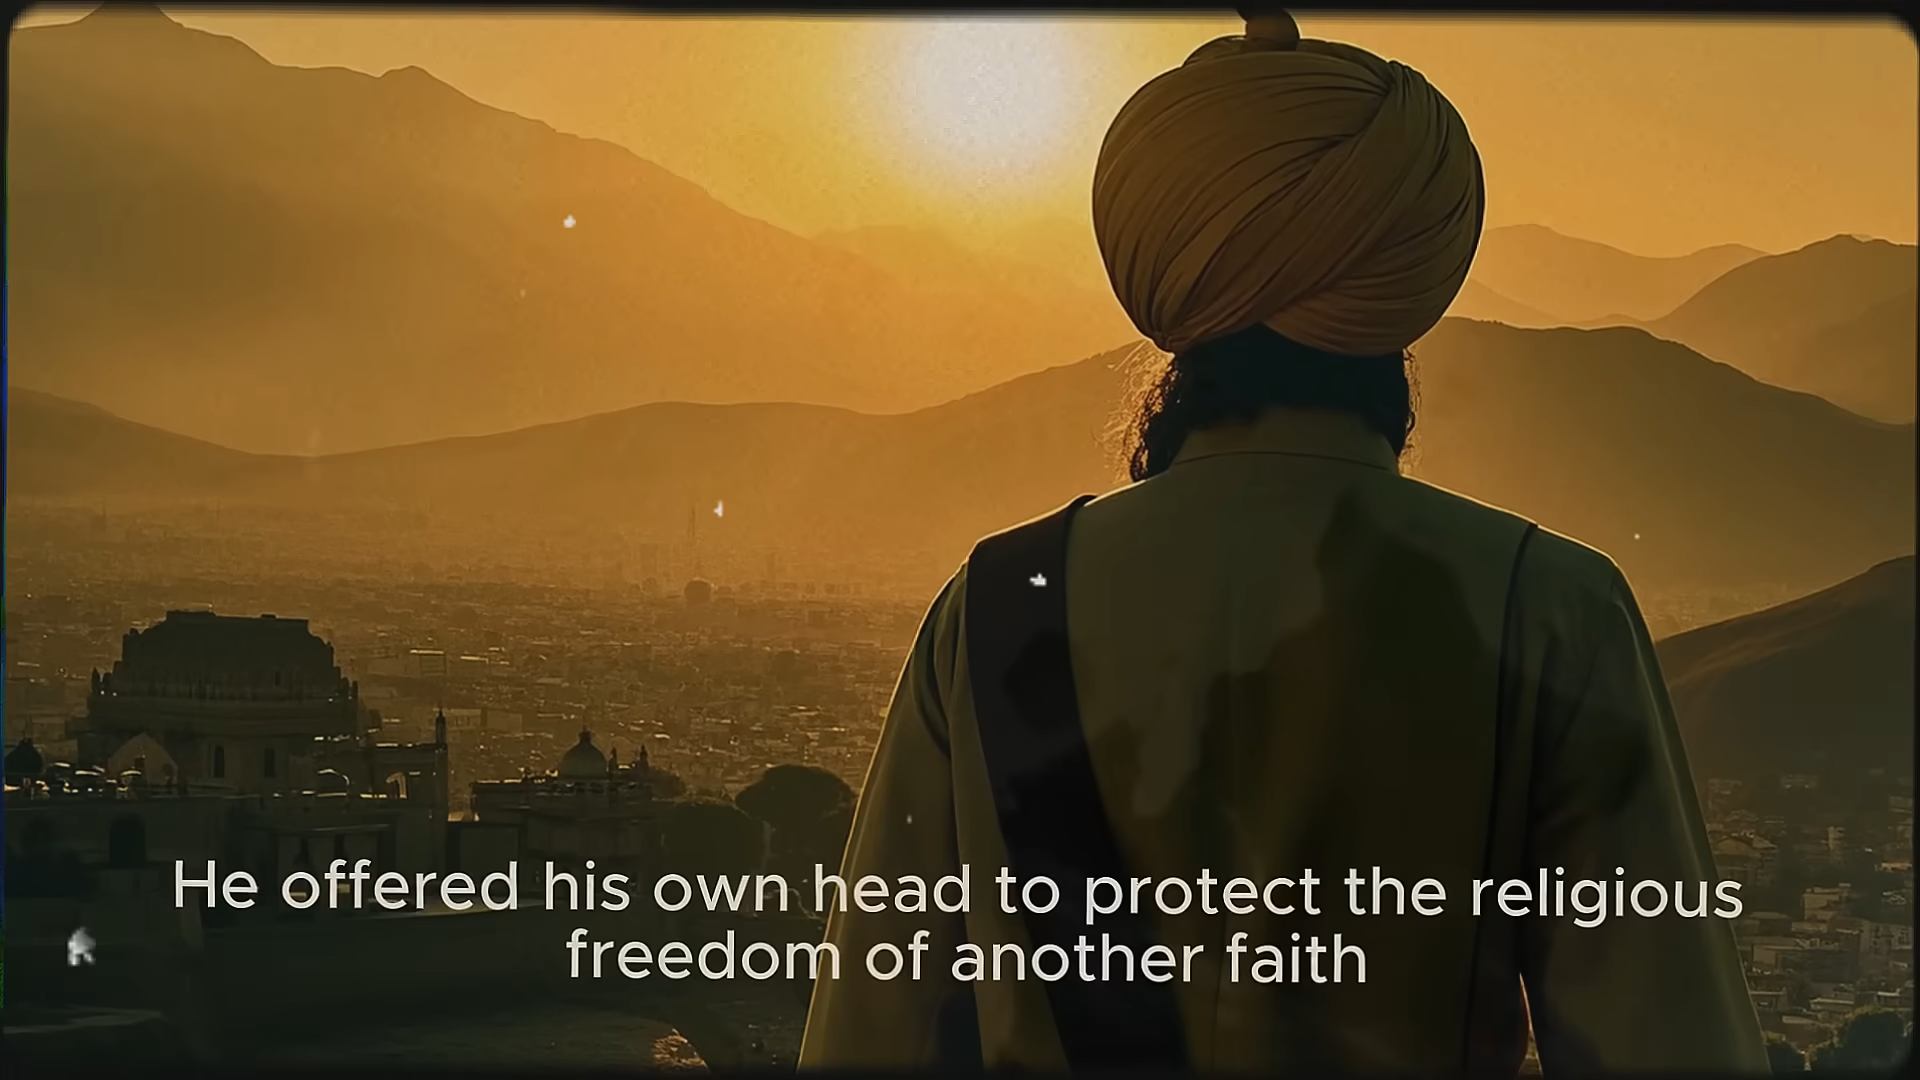 He offered his own head to protect the religious
freedom of another faith